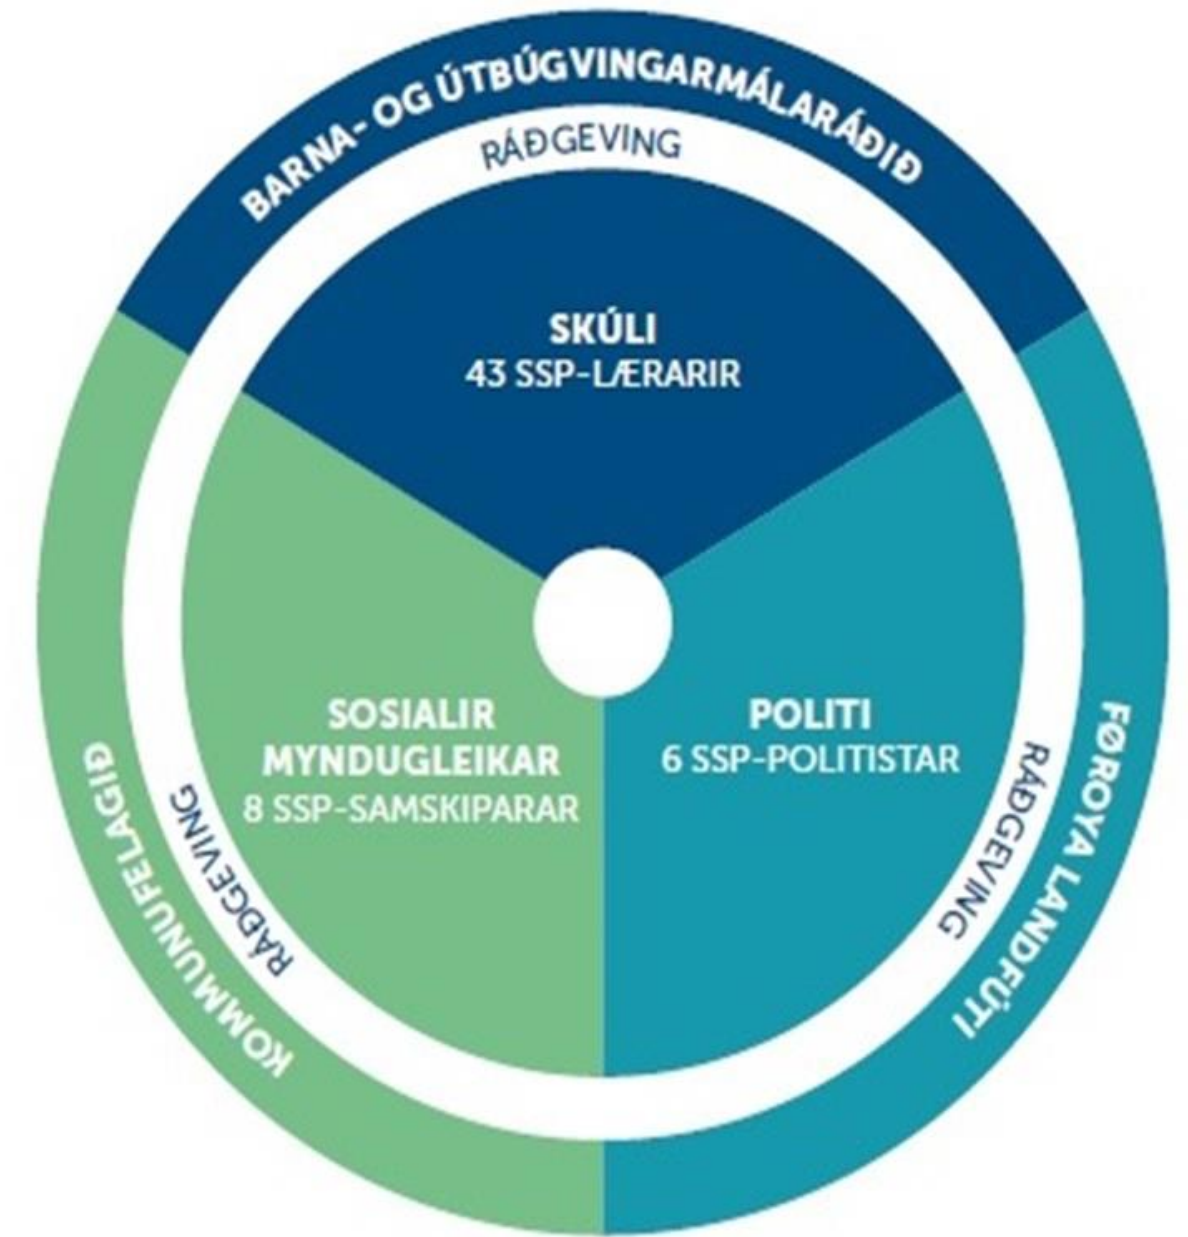 BARNA- OG ÚTBÚGVINGARMÁLARÁÐIÐ
RÁÐGEVING
SKÚLI
43 SSP-LÆRARIR
SOSIALIR
MYNDUGLEIKAR
8 SSP-SAMSKIPARAR
POLITI
6 SSP-POLITISTAR
RÁÐGEVING
KOMMUNUFELAGIÐ
RÁÐGEVING
FØROYA LANDFÚTI